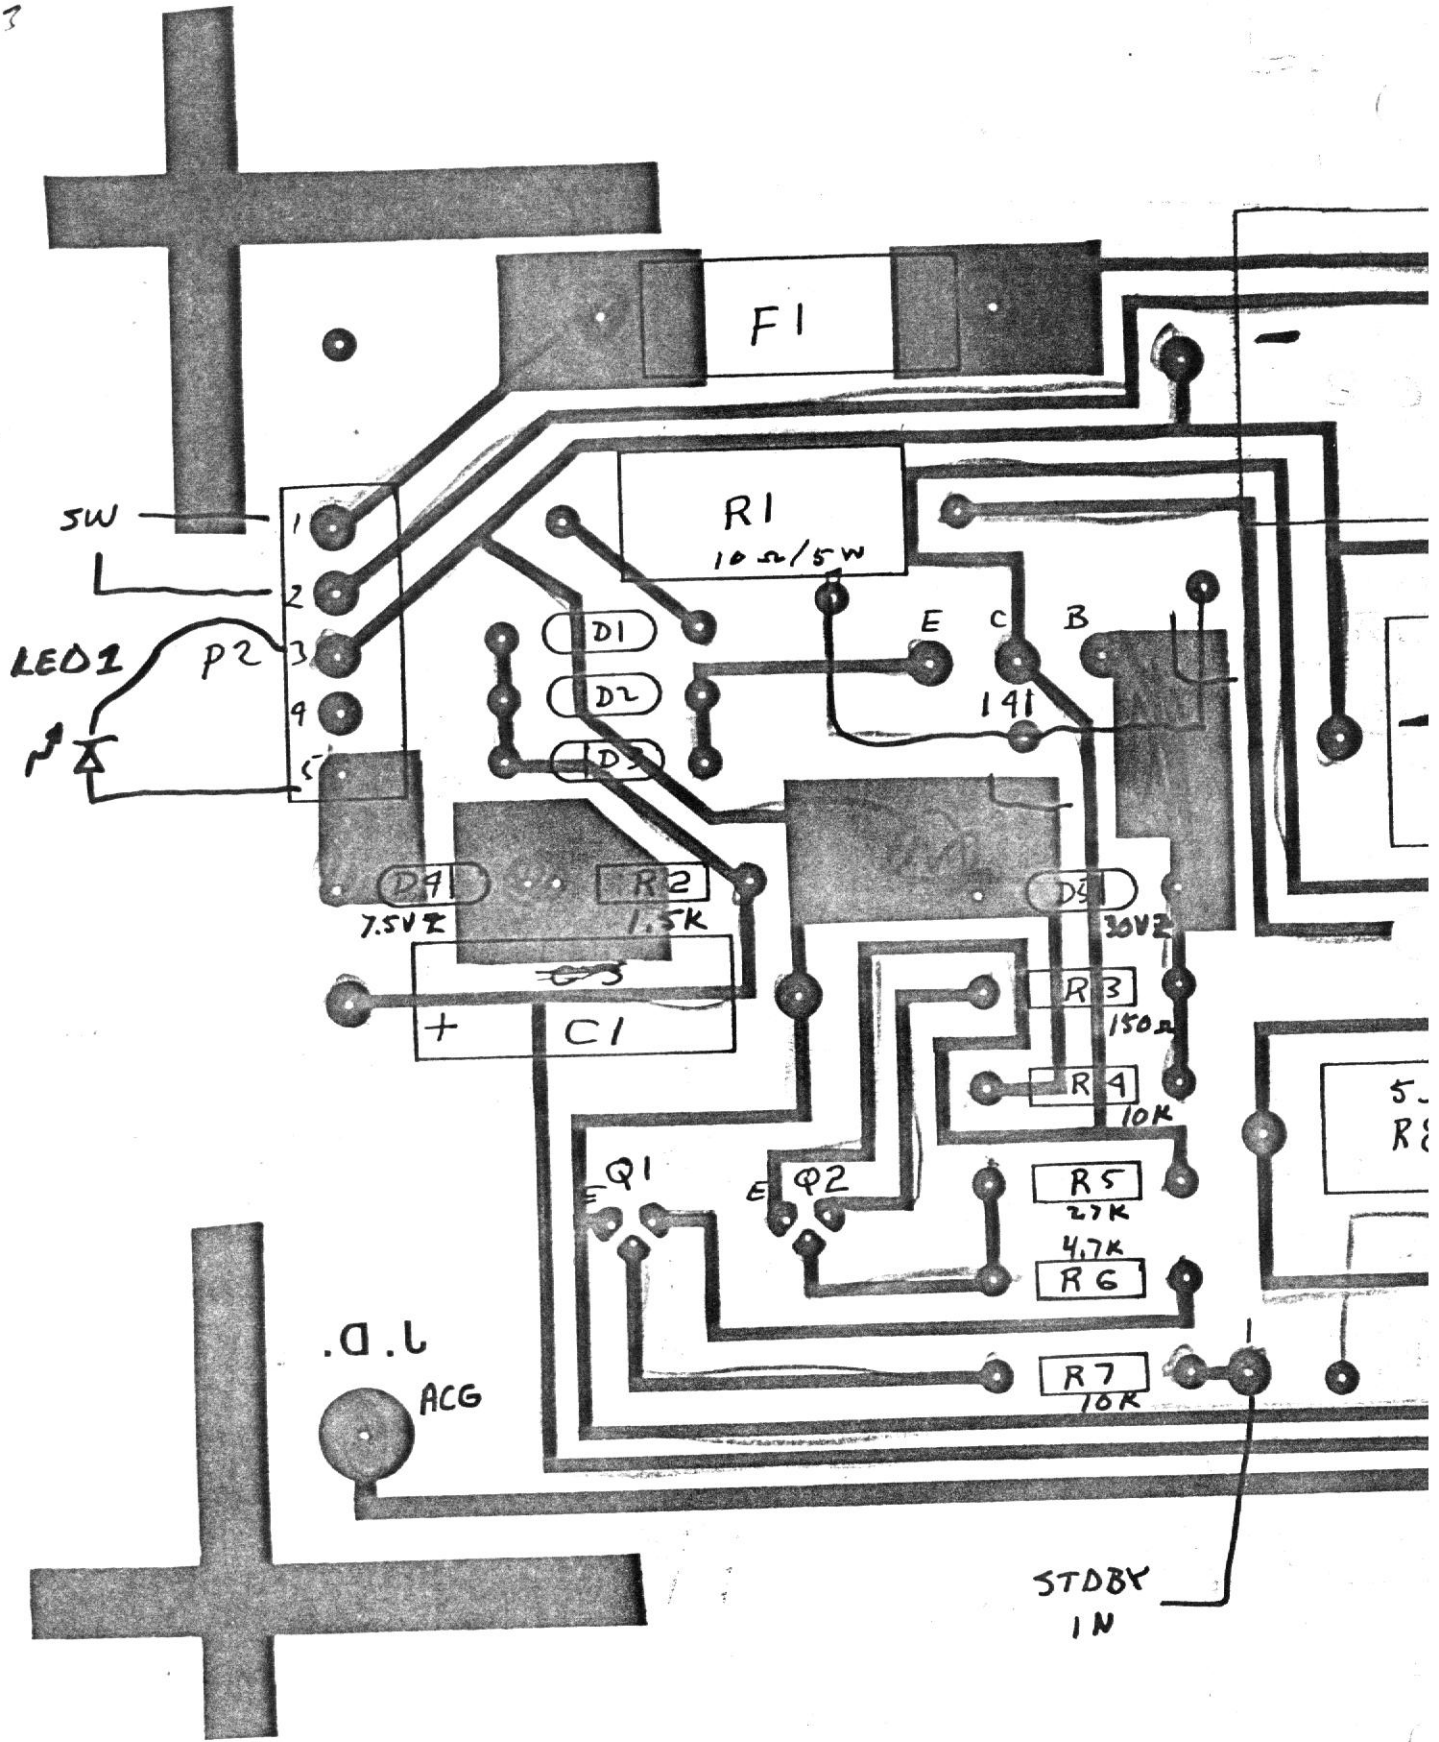 3
F1
SW
1
R1
10Ω/5W
2
D1
E C B
LED1
P2
3
D2
4
141
D3
5
D4
R2
D5
7.5VZ
1.5K
30VZ
R3
+
C1
150Ω
R4
10K
5
R8
Q1
Q2
R5
E
E
27K
4.7K
R6
J.D.
R7
ACG
10K
STDBY
IN